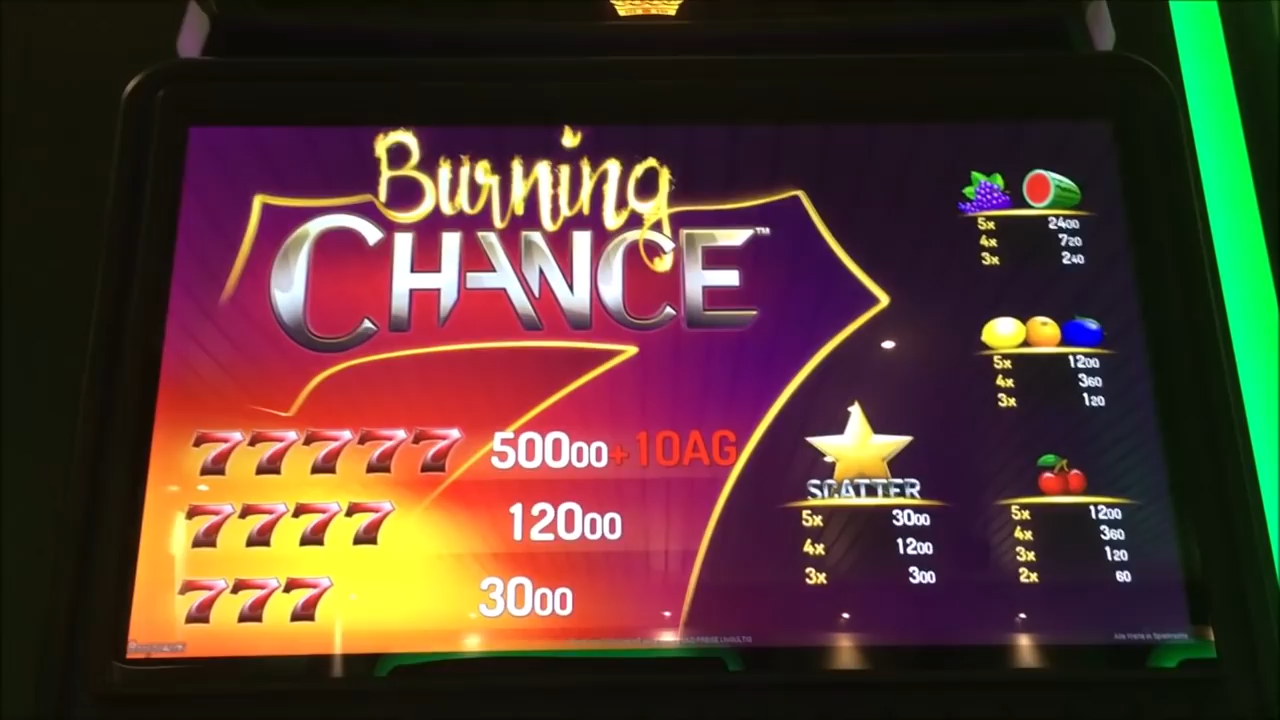 Burning
CHANCE™
77777 50000+10AG
7777 12000
777 3000
SCATTER
5x 3000
4x 1200
3x 300
5x 2400
4x 720
3x 240
5x 1200
4x 360
3x 120
5x 1200
4x 360
3x 120
2x 60